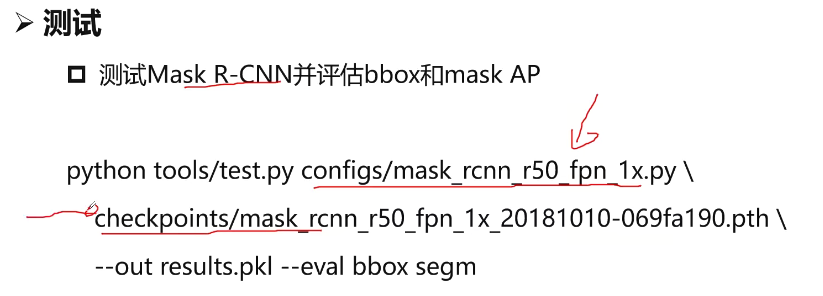 ➢ 测试
测试Mask R-CNN并评估bbox和mask AP
python tools/test.py configs/mask_rcnn_r50_fpn_1x.py \
checkpoints/mask_rcnn_r50_fpn_1x_20181010-069fa190.pth \
--out results.pkl --eval bbox segm